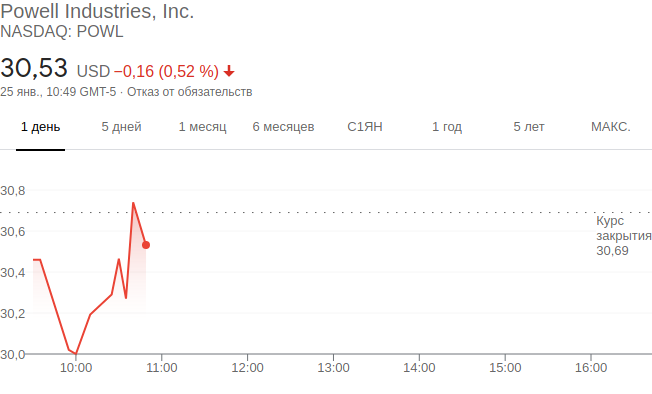 Powell Industries, Inc.
NASDAQ: POWL
30,53 USD −0,16 (0,52 %)
25 янв., 10:49 GMT-5 · Отказ от обязательств
1 день 5 дней 1 месяц 6 месяцев С1ЯН 1 год 5 лет МАКС.
30,8
30,6
30,4
30,2
30,0
Курс
закрытия
30,69
10:00 11:00 12:00 13:00 14:00 15:00 16:00